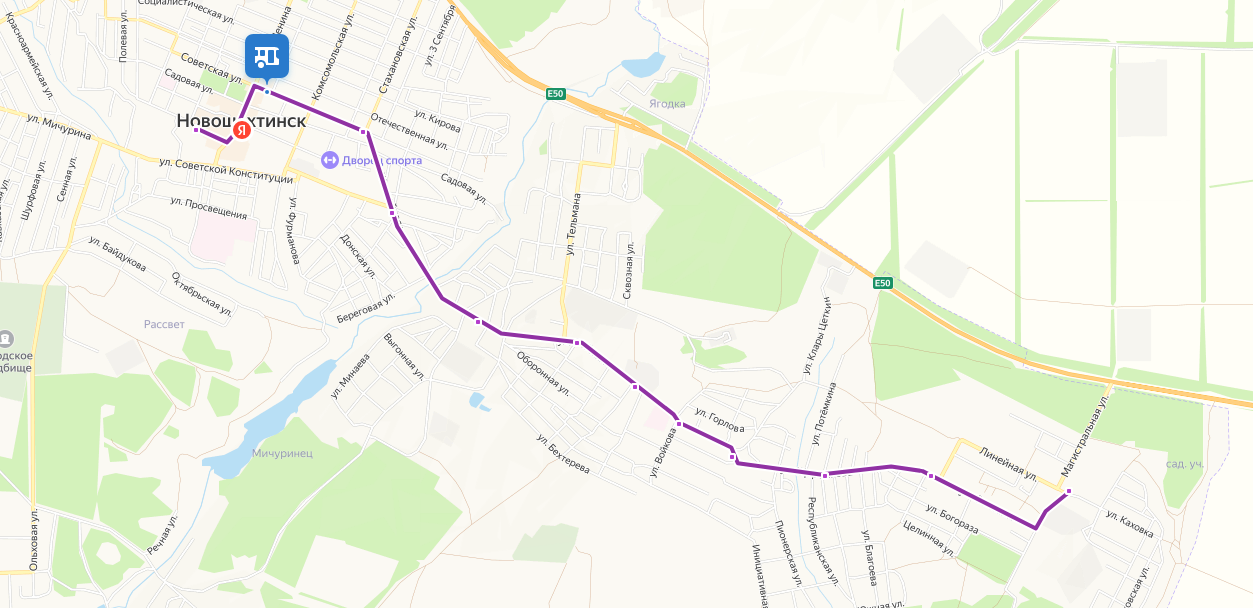 Социалистическая ул.
Красноармейская ул.
Полевая ул.
Комсомольская ул.
Стахановская ул.
ул. 3 Сентября
Советская ул.
Садовая ул.
E50
Ягодка
ул. Мичурина
Новошахтинск
Я
Отечественная ул.
ул. Кирова
ул. Советской Конституции
Дворец спорта
Садовая ул.
Шурфовая ул.
Сенная ул.
ул. Просвещения
ул. Фурманова
ул. Тельмана
Сквозная ул.
ул. Байдукова
Октябрьская ул.
Донская ул.
Береговая ул.
E50
Рассвет
ул. Минаева
Выгонная ул.
Оборонная ул.
ул. Клары Цеткин
ул. Потёмкина
Магистральная ул.
ул. Горлова
Мичуринец
ул. Бехтерева
ул. Войкова
Линейная ул.
сад. уч.
Ольховая ул.
Речная ул.
Инициативная
Пионерская ул.
Республиканская ул.
ул. Благоева
ул. Богораза
Целинная ул.
ул. Каховка